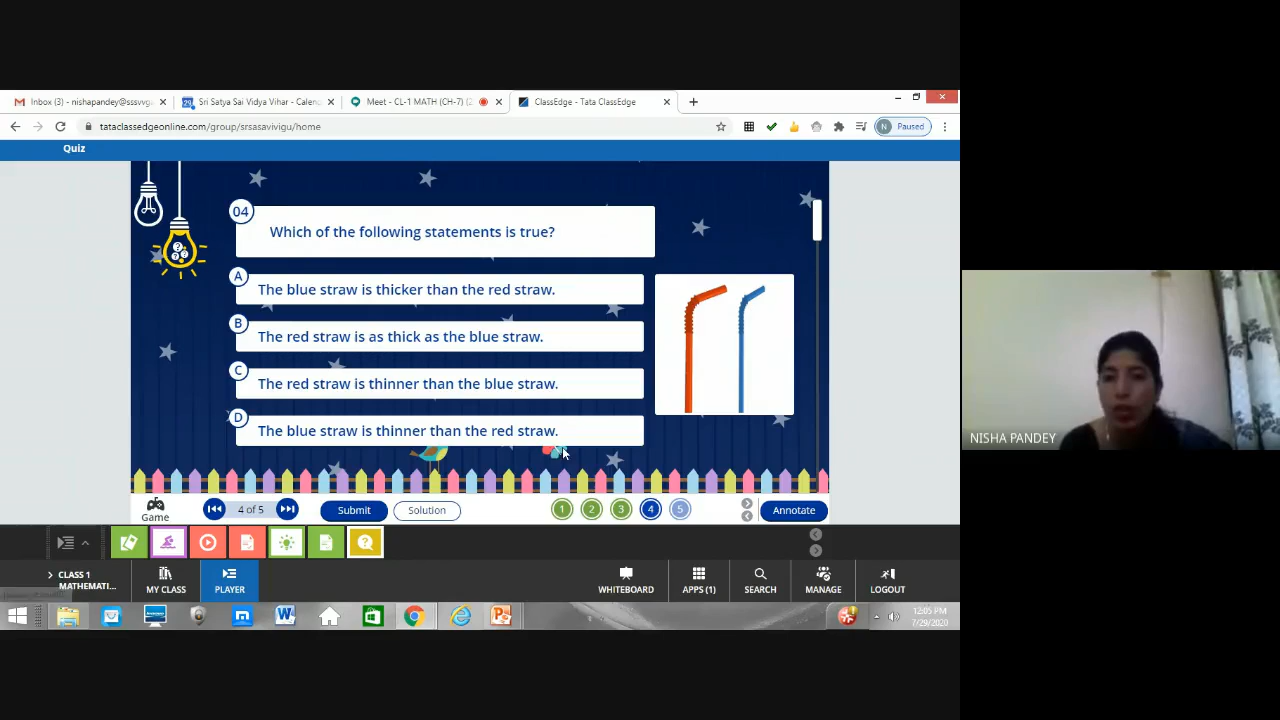 Inbox (3) - nishapandey@sssvvg
Sri Satya Sai Vidya Vihar - Calen
Meet - CL-1 MATH (CH-7) (2
ClassEdge - Tata ClassEdge
tataclassedgeonline.com/group/srsasavivigu/home
N Paused
Quiz
04
Which of the following statements is true?
A
The blue straw is thicker than the red straw.
B
The red straw is as thick as the blue straw.
C
The red straw is thinner than the blue straw.
D
The blue straw is thinner than the red straw.
NISHA PANDEY
Game
4 of 5
Submit
Solution
1 2 3 4 5
Annotate
CLASS 1
MATHEMATI...
MY CLASS
PLAYER
WHITEBOARD
APPS (1)
SEARCH
MANAGE
LOGOUT
12:05 PM
7/29/2020